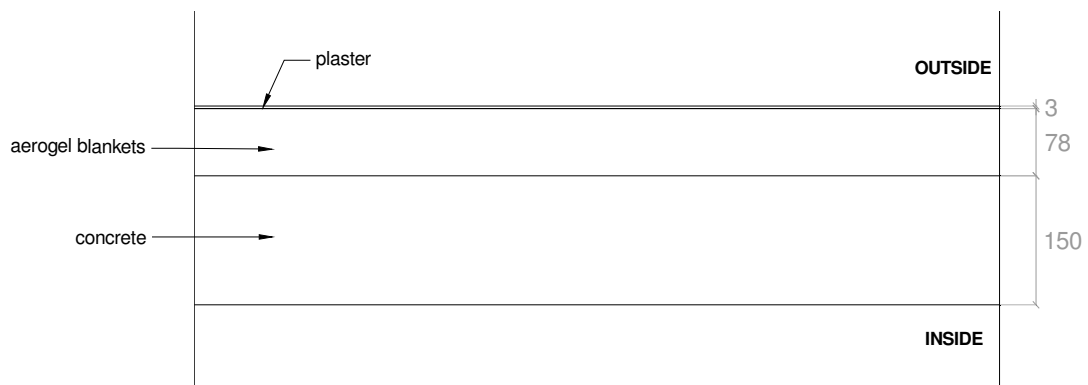 plaster
OUTSIDE
3
aerogel blankets
78
concrete
150
INSIDE